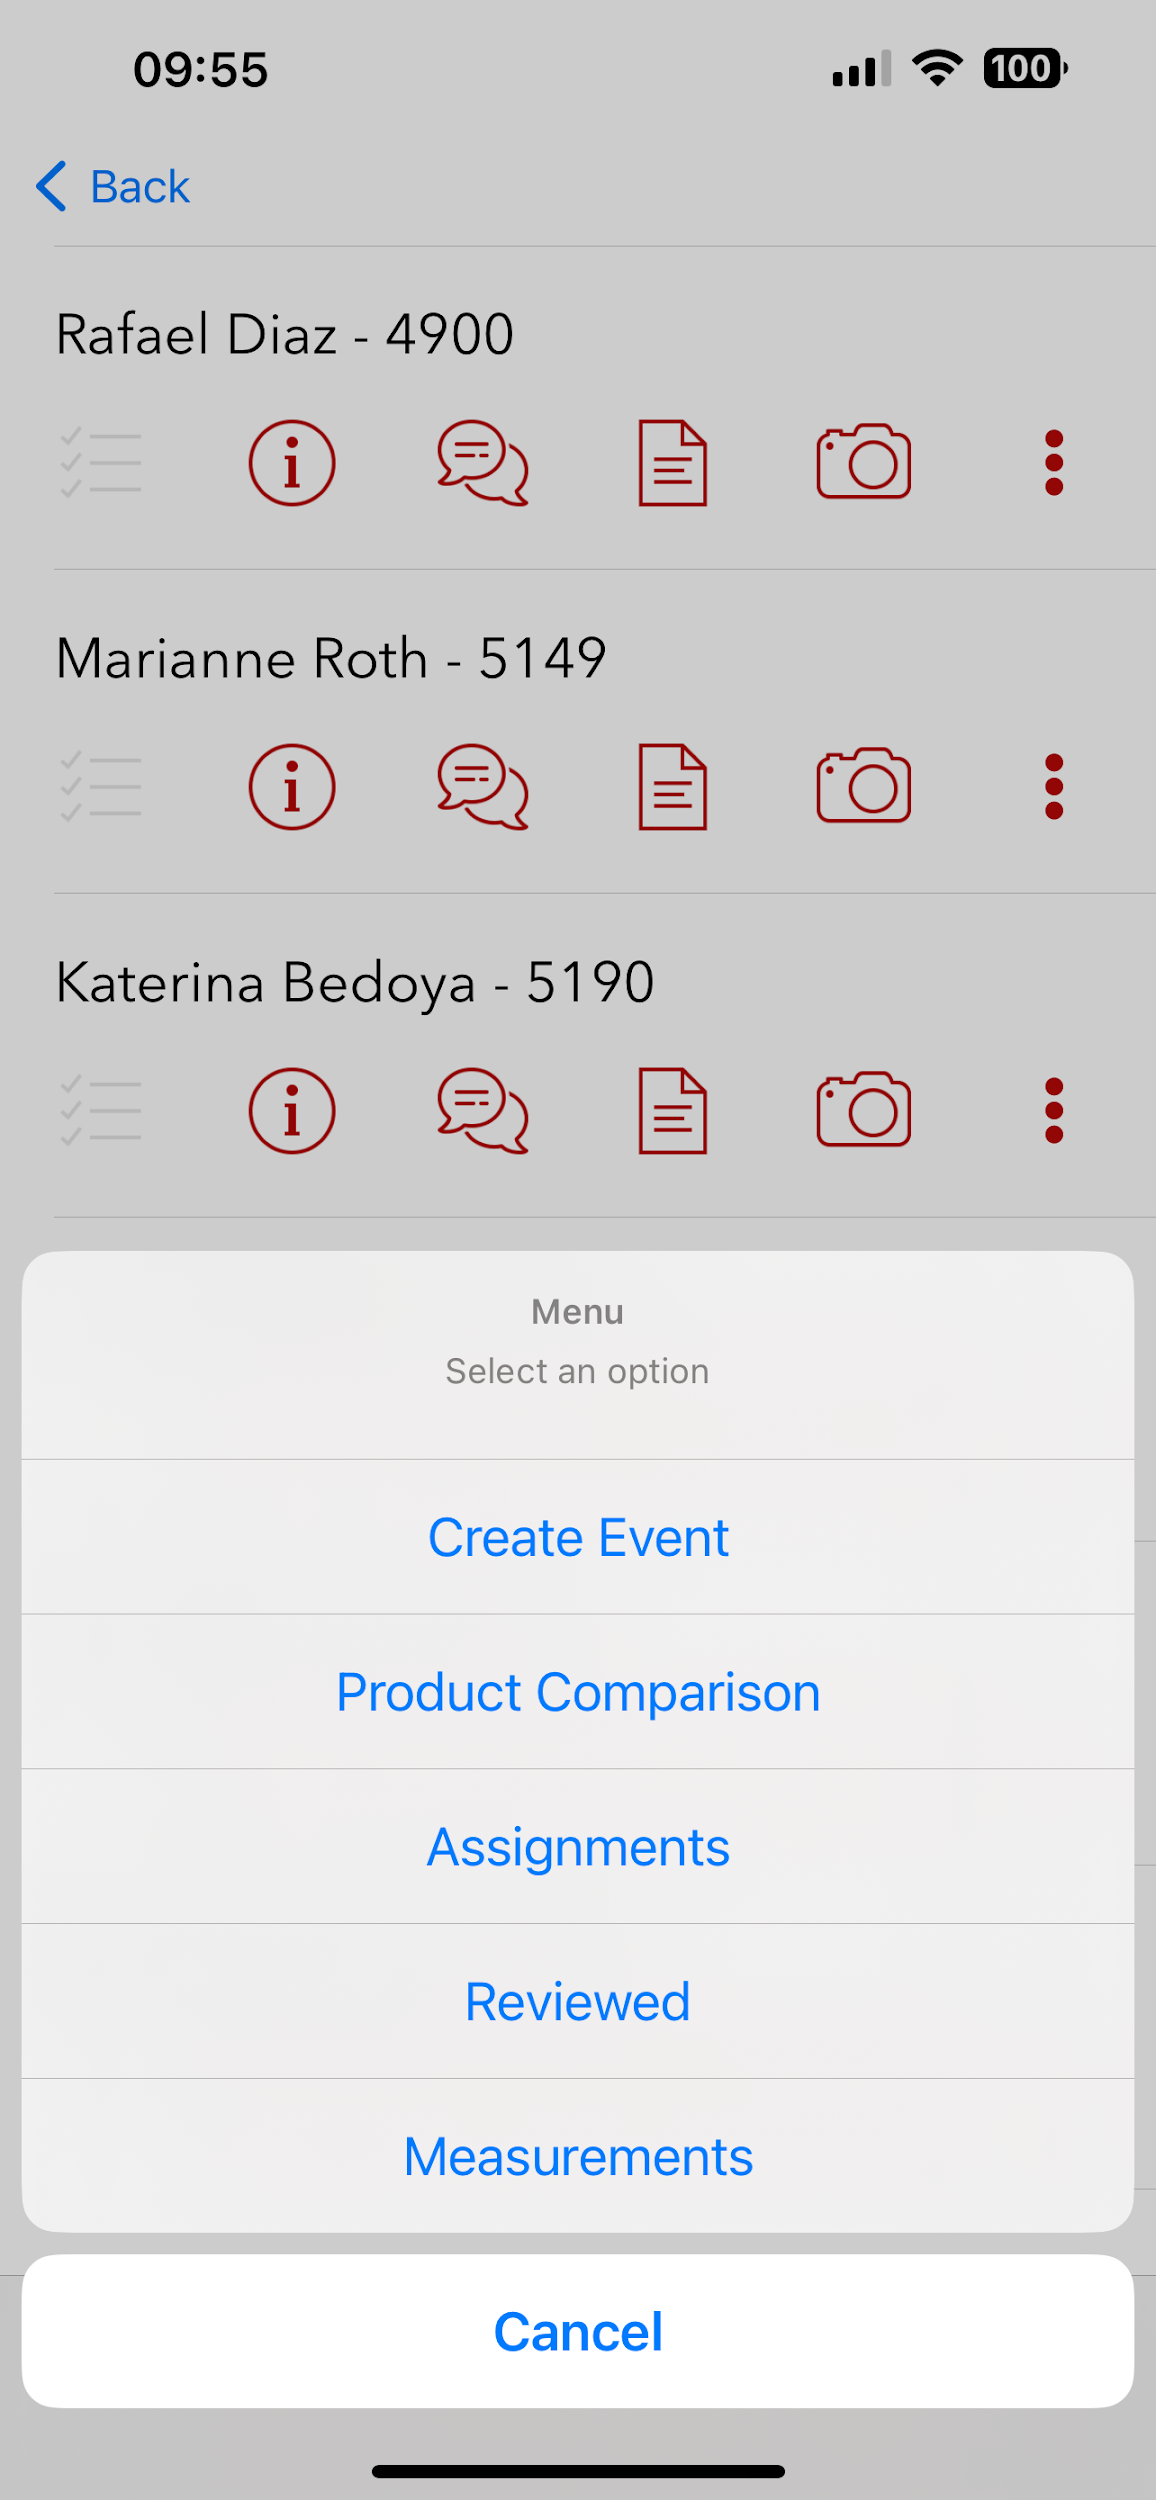 09:55
100
Back
Rafael Diaz - 4900
Marianne Roth - 5149
Katerina Bedoya - 5190
Menu
Select an option
Create Event
Product Comparison
Assignments
Reviewed
Measurements
Cancel